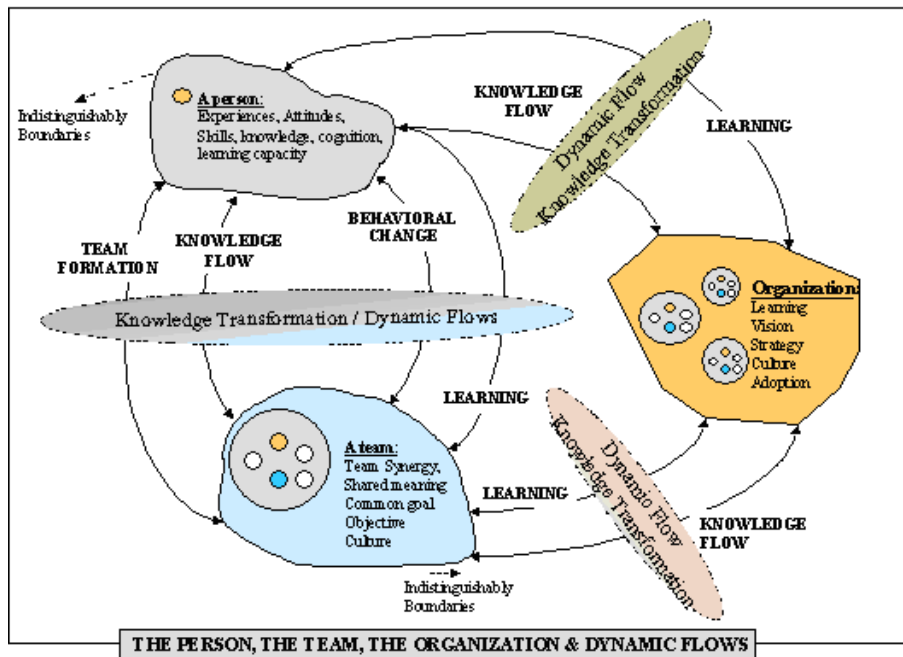 Indistinguishably
Boundaries
A person:
Experiences, Attitudes,
Skills, knowledge, cognition,
learning capacity
KNOWLEDGE
FLOW
Dynamic Flow
Knowledge Transformation
LEARNING
TEAM
FORMATION
KNOWLEDGE
FLOW
BEHAVIORAL
CHANGE
Knowledge Transformation / Dynamic Flows
Organization:
Learning
Vision
Strategy
Culture
Adoption
LEARNING
A team:
Team Synergy,
Shared meaning
Common goal
Objective
Culture
LEARNING
Dynamic Flow
Knowledge Transformation
KNOWLEDGE
FLOW
Indistinguishably
Boundaries
THE PERSON, THE TEAM, THE ORGANIZATION & DYNAMIC FLOWS